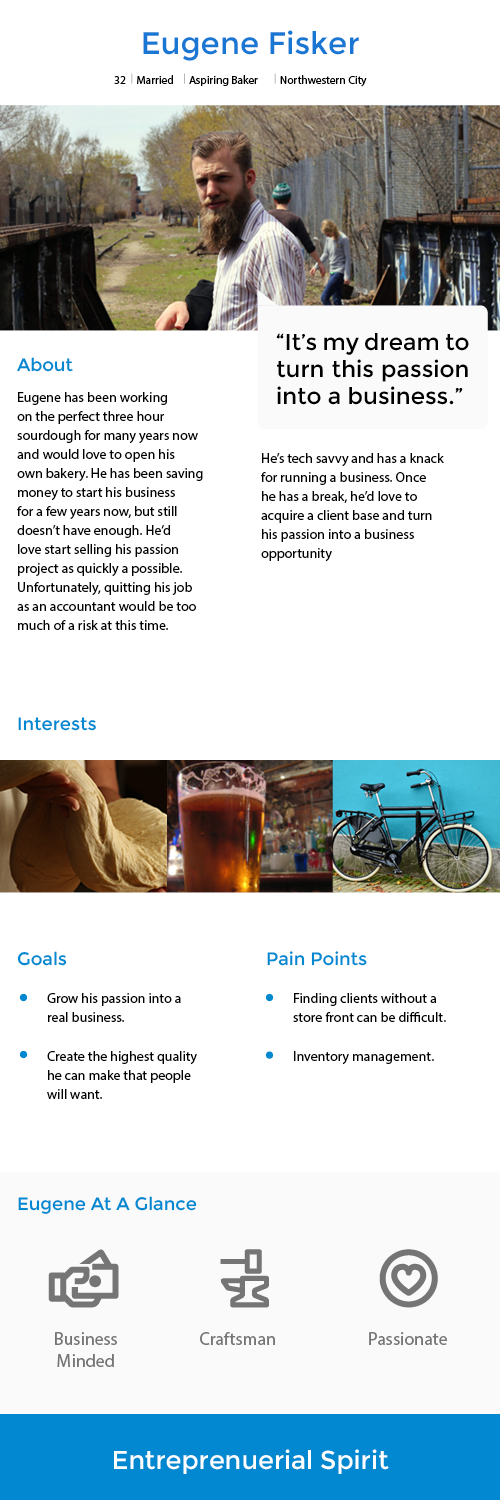 Eugene Fisker
32 | Married | Aspiring Baker | Northwestern City
“It’s my dream to
turn this passion
into a business.”
About
Eugene has been working
on the perfect three hour
sourdough for many years now
and would love to open his
own bakery. He has been saving
money to start his business
for a few years now, but still
doesn’t have enough. He’d
love start selling his passion
project as quickly a possible.
Unfortunately, quitting his job
as an accountant would be too
much of a risk at this time.
He’s tech savvy and has a knack
for running a business. Once
he has a break, he’d love to
acquire a client base and turn
his passion into a business
opportunity
Interests
Goals
Grow his passion into a
real business.
Create the highest quality
he can make that people
will want.
Pain Points
Finding clients without a
store front can be difficult.
Inventory management.
Eugene At A Glance
Business
Minded
Craftsman
Passionate
Entreprenuerial Spirit